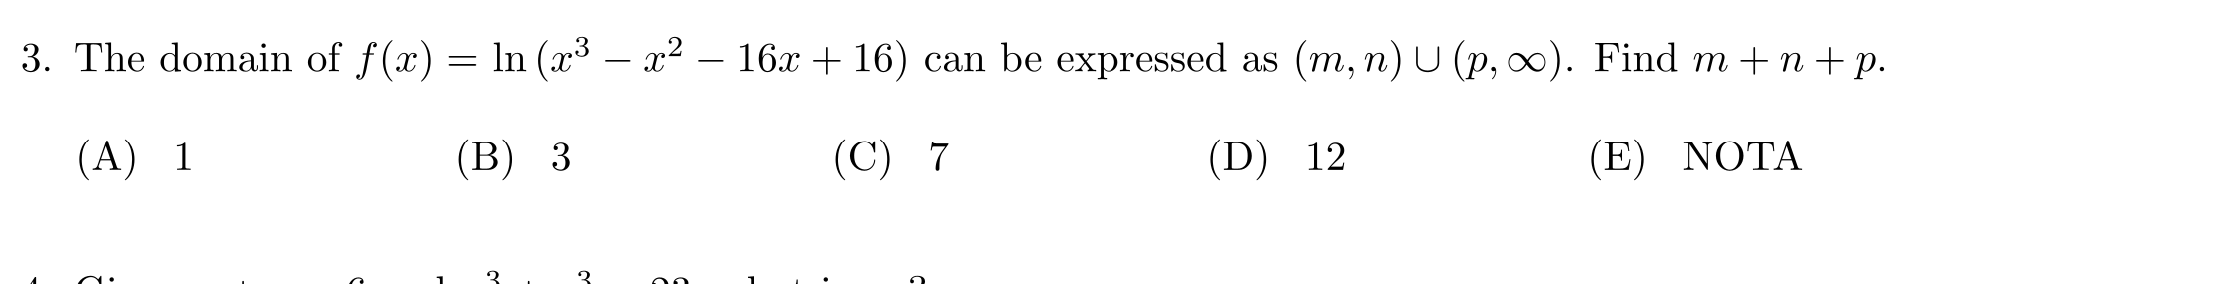 3. The domain of f(x) = ln (x³ − x² − 16x + 16) can be expressed as (m, n) ∪ (p, ∞). Find m + n + p.
(A) 1 (B) 3 (C) 7 (D) 12 (E) NOTA